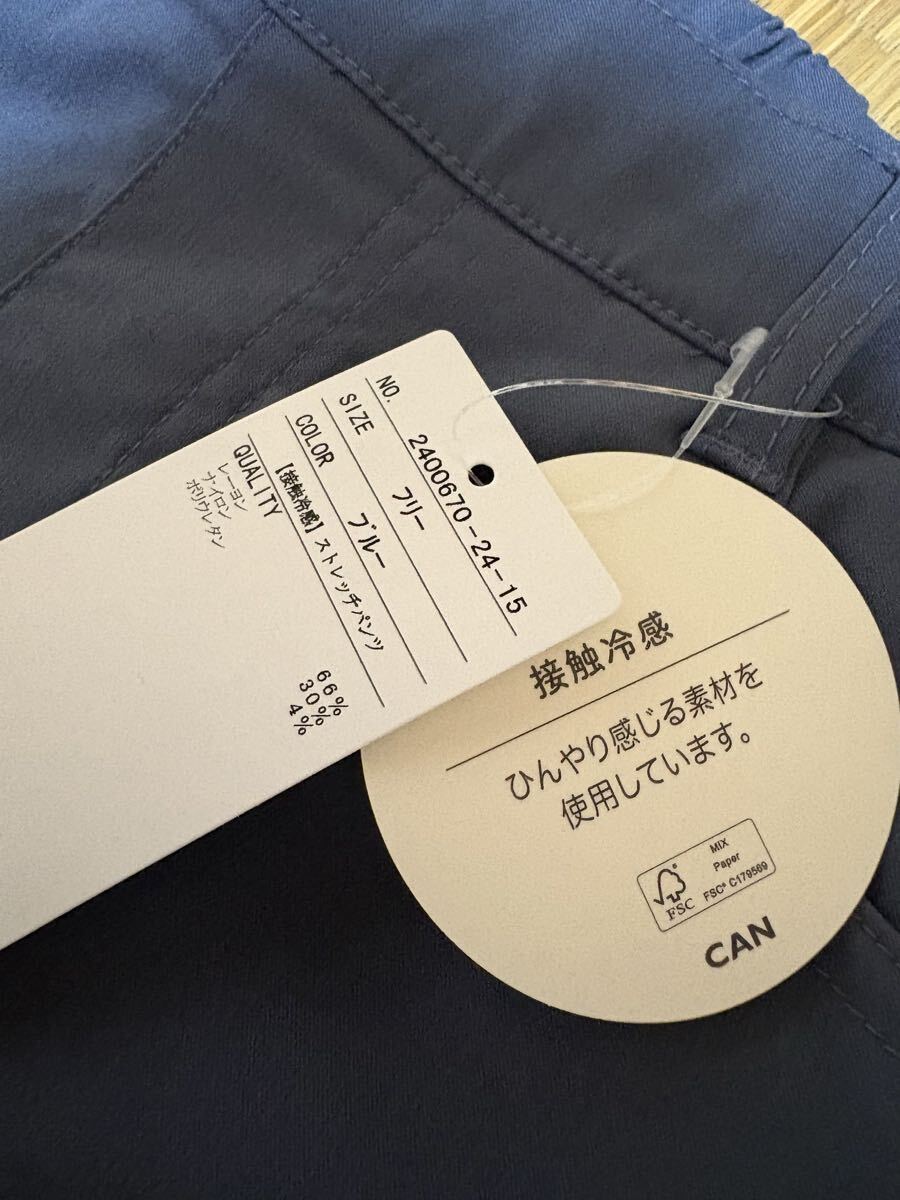 NO. 2400670-24-15
SIZE フリー
COLOR ブルー
【接触冷感】ストレッチパンツ
QUALITY
レーヨン 66%
ナイロン 30%
ポリウレタン 4%
接触冷感
ひんやり感じる素材を
使用しています。
FSC
MIX
Paper
FSC® C179569
CAN